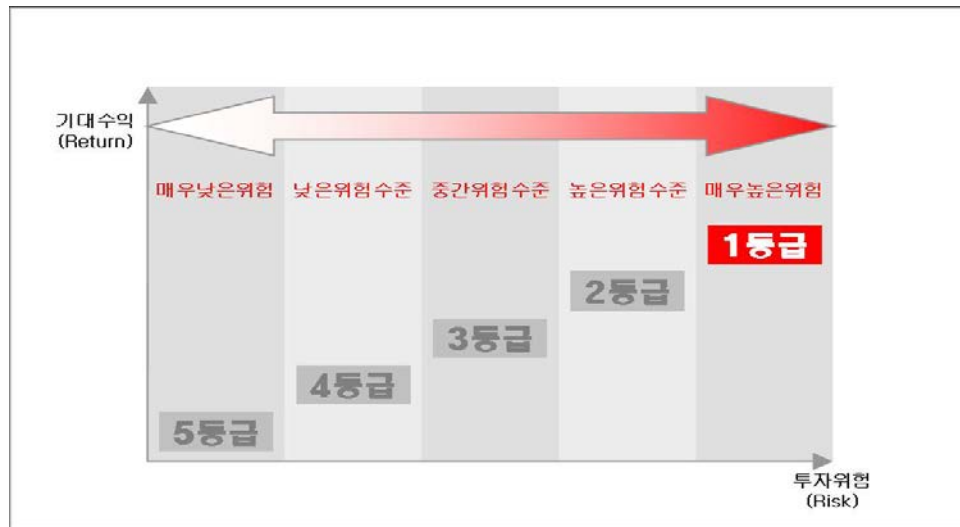 기대수익
(Return)
매우낮은위험 낮은위험수준 중간위험수준 높은위험수준 매우높은위험
1등급
2등급
3등급
4등급
5등급
투자위험
(Risk)